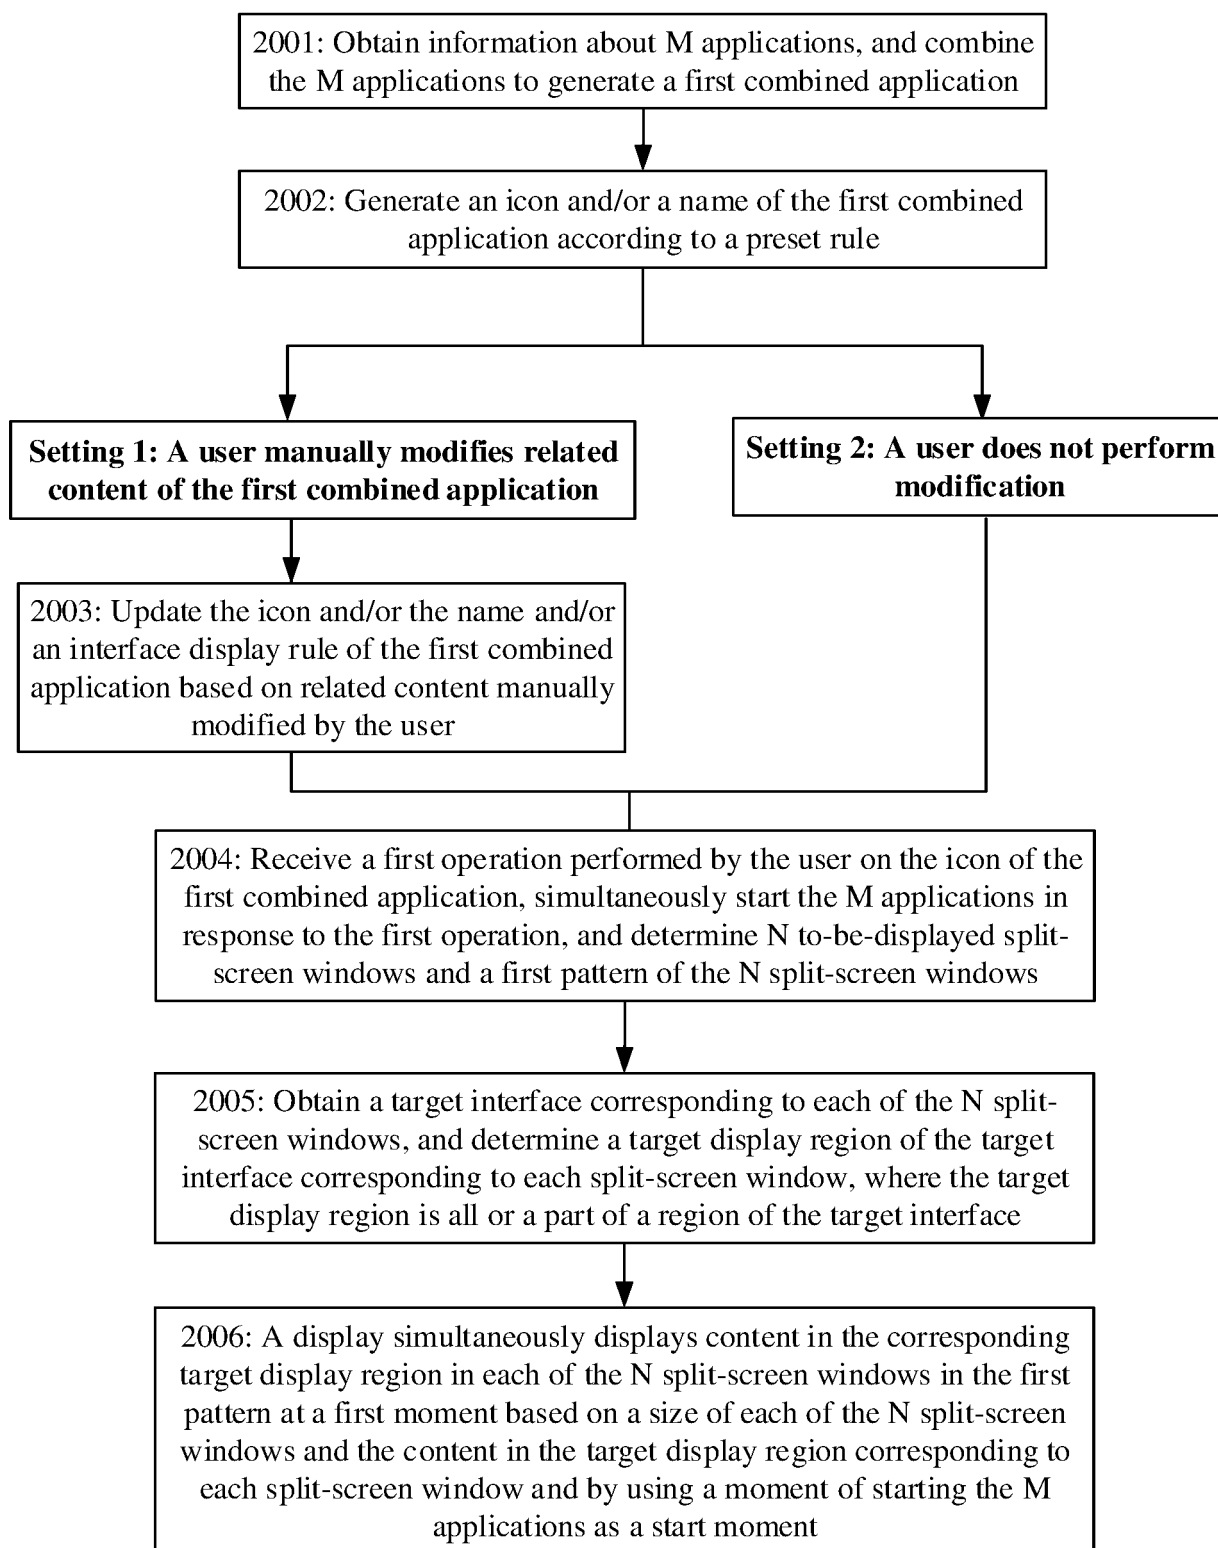 2001: Obtain information about M applications, and combine
the M applications to generate a first combined application
2002: Generate an icon and/or a name of the first combined
application according to a preset rule
Setting 1: A user manually modifies related
content of the first combined application
Setting 2: A user does not perform
modification
2003: Update the icon and/or the name and/or
an interface display rule of the first combined
application based on related content manually
modified by the user
2004: Receive a first operation performed by the user on the icon of the
first combined application, simultaneously start the M applications in
response to the first operation, and determine N to-be-displayed split-
screen windows and a first pattern of the N split-screen windows
2005: Obtain a target interface corresponding to each of the N split-
screen windows, and determine a target display region of the target
interface corresponding to each split-screen window, where the target
display region is all or a part of a region of the target interface
2006: A display simultaneously displays content in the corresponding
target display region in each of the N split-screen windows in the first
pattern at a first moment based on a size of each of the N split-screen
windows and the content in the target display region corresponding to
each split-screen window and by using a moment of starting the M
applications as a start moment